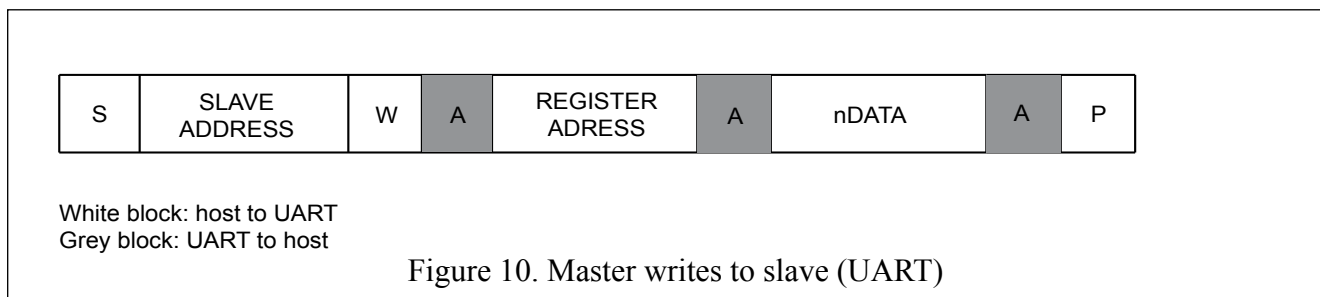 S SLAVE ADDRESS W A REGISTER ADRESS A nDATA A P
White block: host to UART
Grey block: UART to host
Figure 10. Master writes to slave (UART)